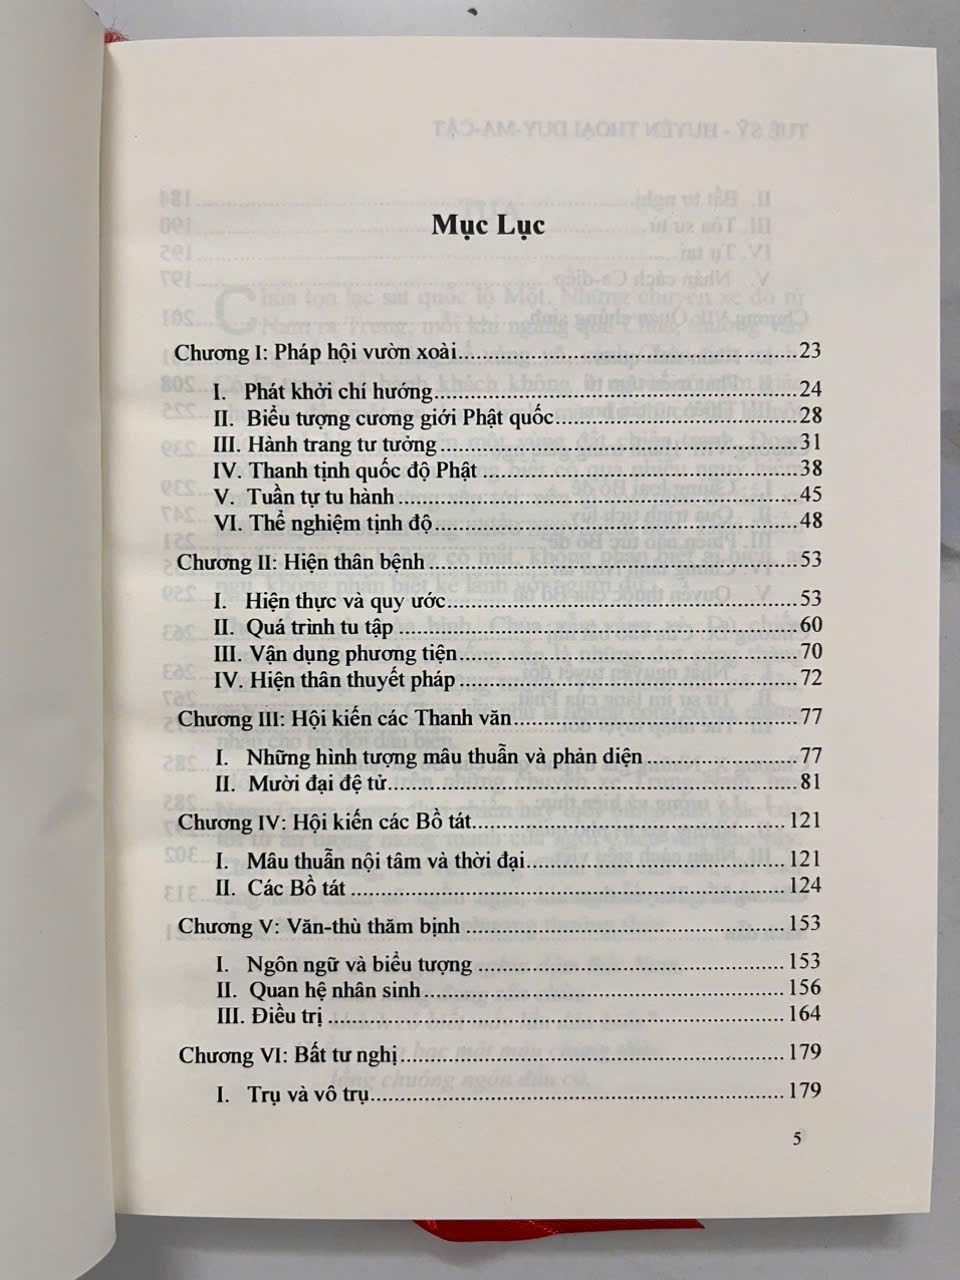 Mục Lục
Chương I: Pháp hội vườn xoài........................................23
I. Phát khởi chí hướng........................................24
II. Biểu tượng cương giới Phật quốc........................................28
III. Hành trang tư tưởng........................................31
IV. Thanh tịnh quốc độ Phật........................................38
V. Tuần tự tu hành........................................45
VI. Thể nghiệm tịnh độ........................................48
Chương II: Hiện thân bệnh........................................53
I. Hiện thực và quy ước........................................53
II. Quá trình tu tập........................................60
III. Vận dụng phương tiện........................................70
IV. Hiện thân thuyết pháp........................................72
Chương III: Hội kiến các Thanh văn........................................77
I. Những hình tượng mâu thuẫn và phản diện........................................77
II. Mười đại đệ tử........................................81
Chương IV: Hội kiến các Bồ tát........................................121
I. Mâu thuẫn nội tâm và thời đại........................................121
II. Các Bồ tát........................................124
Chương V: Văn-thù thăm bịnh........................................153
I. Ngôn ngữ và biểu tượng........................................153
II. Quan hệ nhân sinh........................................156
III. Điều trị........................................164
Chương VI: Bất tư nghị........................................179
I. Trụ và vô trụ........................................179
5